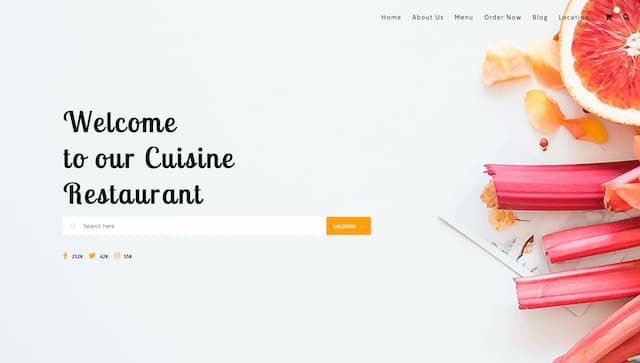 Home About Us Menu Order Now Blog Location
Welcome
to our Cuisine
Restaurant
Search here Location
252K 62K 55K